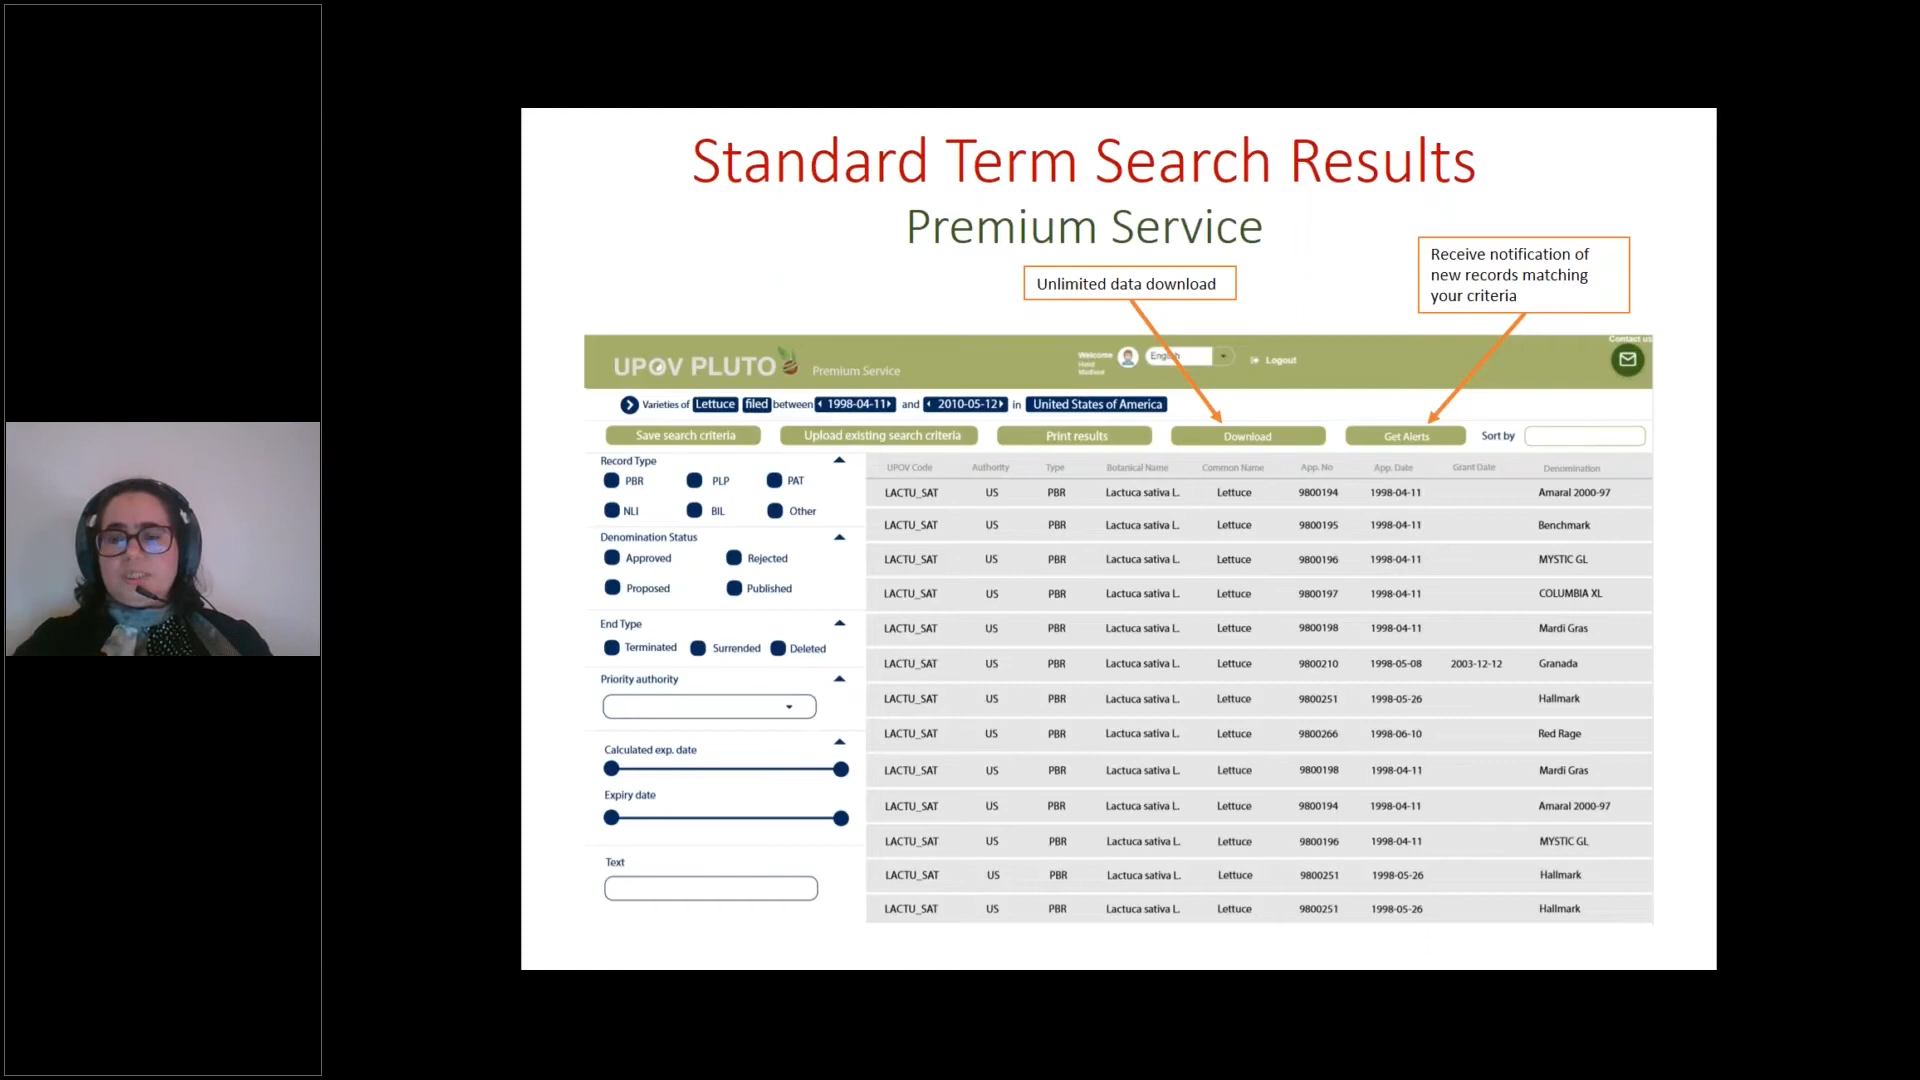 Standard Term Search Results
Premium Service
Receive notification of
new records matching
your criteria
Unlimited data download
Contact us
UPOV PLUTO Premium Service
Welcome
English
Logout
Varieties of Lettuce filed between 1998-04-11 and 2010-05-12 in United States of America
Save search criteria Upload existing search criteria Print results Download Get Alerts Sort by
Record Type
PBR PLP PAT
NLI BIL Other
Denomination Status
Approved Rejected
Proposed Published
End Type
Terminated Surrended Deleted
Priority authority
Calculated exp. date
Expiry date
Text
UPOV Code Authority Type Botanical Name Common Name App. No App. Date Grant Date Denomination
LACTU_SAT US PBR Lactuca sativa L. Lettuce 9800194 1998-04-11 Amaral 2000-97
LACTU_SAT US PBR Lactuca sativa L. Lettuce 9800195 1998-04-11 Benchmark
LACTU_SAT US PBR Lactuca sativa L. Lettuce 9800196 1998-04-11 MYSTIC GL
LACTU_SAT US PBR Lactuca sativa L. Lettuce 9800197 1998-04-11 COLUMBIA XL
LACTU_SAT US PBR Lactuca sativa L. Lettuce 9800198 1998-04-11 Mardi Gras
LACTU_SAT US PBR Lactuca sativa L. Lettuce 9800210 1998-05-08 2003-12-12 Granada
LACTU_SAT US PBR Lactuca sativa L. Lettuce 9800251 1998-05-26 Hallmark
LACTU_SAT US PBR Lactuca sativa L. Lettuce 9800266 1998-06-10 Red Rage
LACTU_SAT US PBR Lactuca sativa L. Lettuce 9800198 1998-04-11 Mardi Gras
LACTU_SAT US PBR Lactuca sativa L. Lettuce 9800194 1998-04-11 Amaral 2000-97
LACTU_SAT US PBR Lactuca sativa L. Lettuce 9800196 1998-04-11 MYSTIC GL
LACTU_SAT US PBR Lactuca sativa L. Lettuce 9800251 1998-05-26 Hallmark
LACTU_SAT US PBR Lactuca sativa L. Lettuce 9800251 1998-05-26 Hallmark